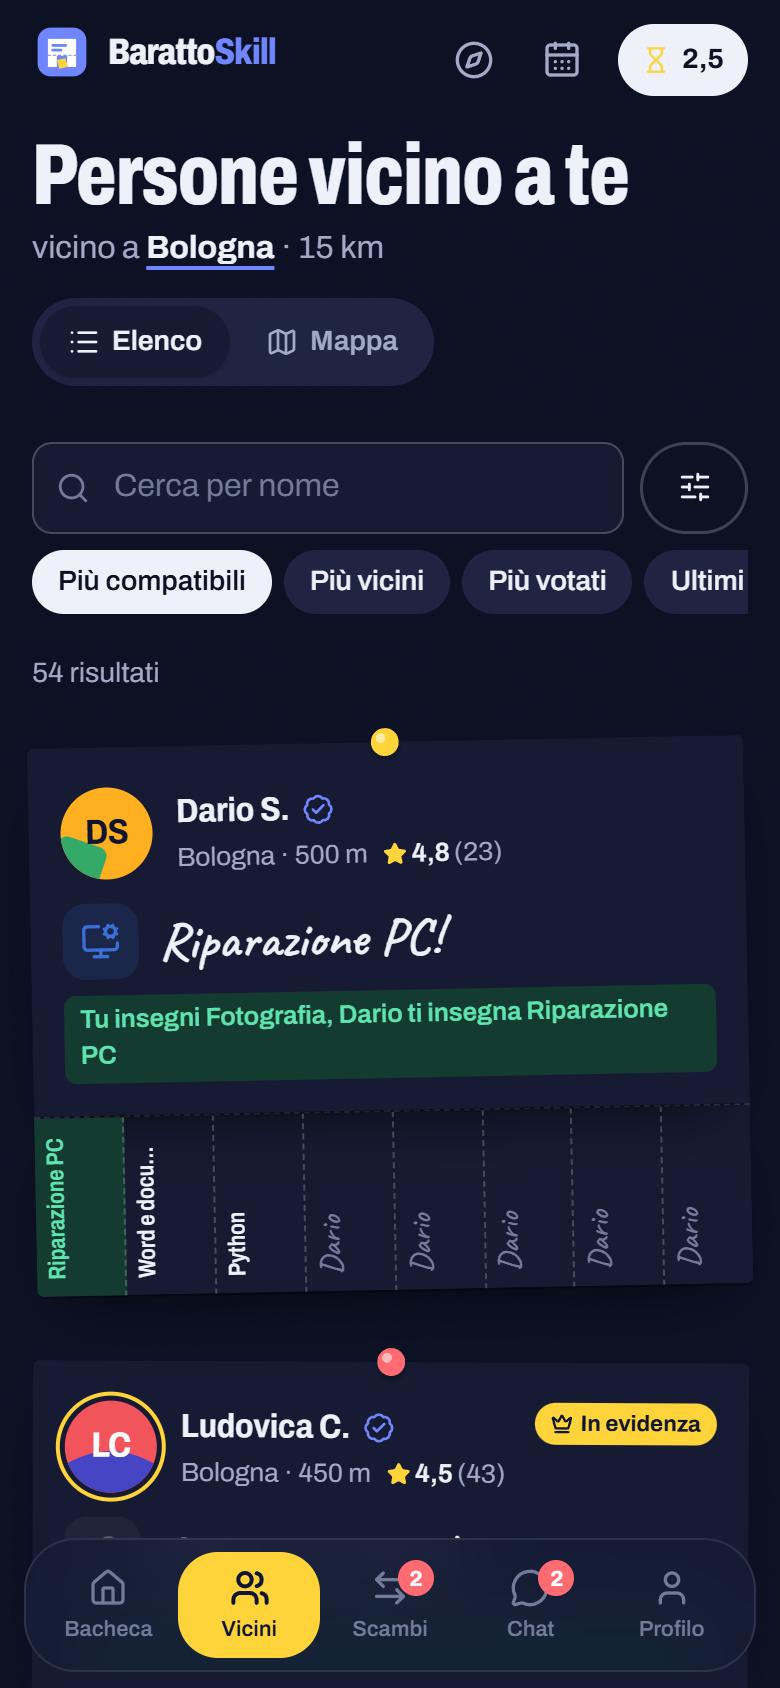 BarattoSkill
2,5
Persone vicino a te
vicino a Bologna · 15 km
Elenco
Mappa
Cerca per nome
Più compatibili
Più vicini
Più votati
Ultimi
54 risultati
DS
Dario S.
Bologna · 500 m 4,8 (23)
Riparazione PC!
Tu insegni Fotografia, Dario ti insegna Riparazione
PC
Riparazione PC
Word e docu...
Python
Dario
Dario
Dario
Dario
Dario
LC
Ludovica C.
In evidenza
Bologna · 450 m 4,5 (43)
2
2
Bacheca
Vicini
Scambi
Chat
Profilo